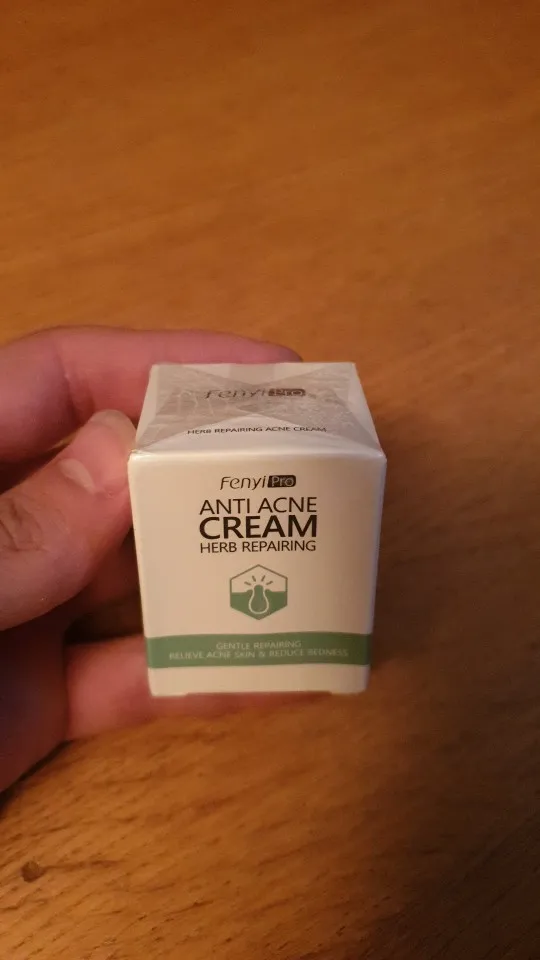 Fenyi Pro
HERB REPAIRING ACNE CREAM
Fenyi Pro
ANTI ACNE
CREAM
HERB REPAIRING
GENTLE REPAIRING
RELIEVE ACNE SKIN & REDUCE REDNESS